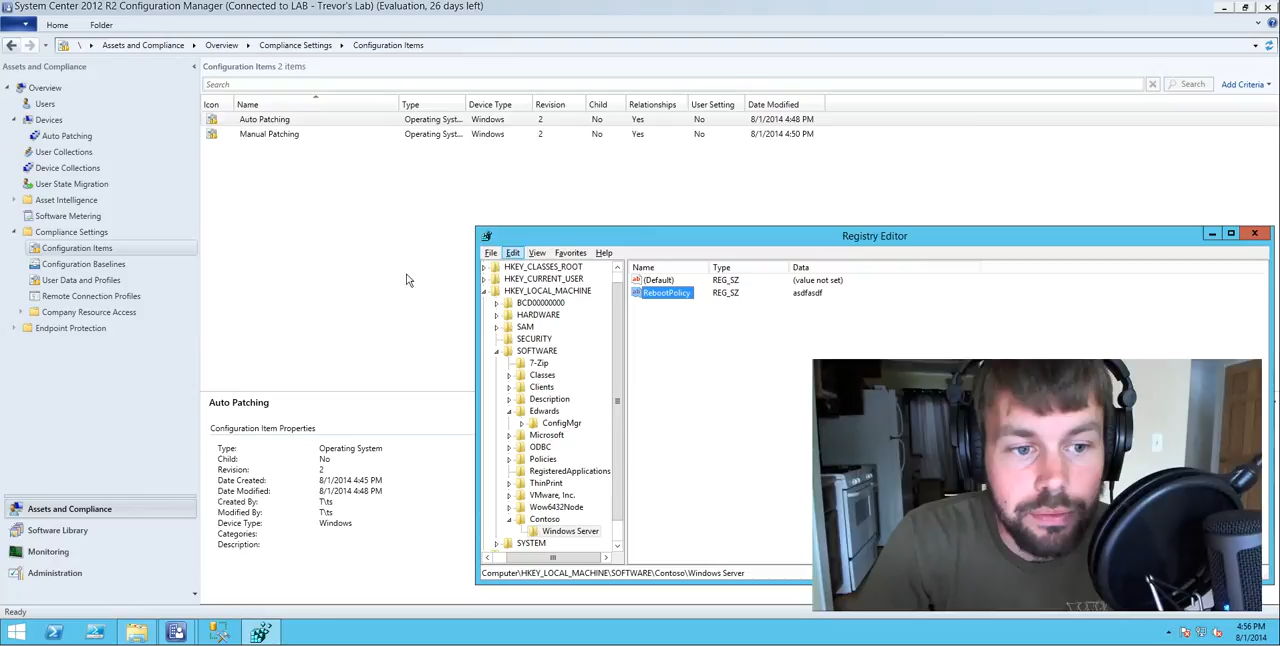 System Center 2012 R2 Configuration Manager (Connected to LAB - Trevor's Lab) (Evaluation, 26 days left)
Home Folder
\ Assets and Compliance Overview Compliance Settings Configuration Items
Assets and Compliance
Overview
Users
Devices
Auto Patching
User Collections
Device Collections
User State Migration
Asset Intelligence
Software Metering
Compliance Settings
Configuration Items
Configuration Baselines
User Data and Profiles
Remote Connection Profiles
Company Resource Access
Endpoint Protection
Assets and Compliance
Software Library
Monitoring
Administration
Ready
Configuration Items 2 items
Search Search Add Criteria
Icon Name Type Device Type Revision Child Relationships User Setting Date Modified
Auto Patching Operating Syst... Windows 2 No Yes No 8/1/2014 4:48 PM
Manual Patching Operating Syst... Windows 2 No Yes No 8/1/2014 4:50 PM
Auto Patching
Configuration Item Properties
Type: Operating System
Child: No
Revision: 2
Date Created: 8/1/2014 4:45 PM
Date Modified: 8/1/2014 4:48 PM
Created By: T\ts
Modified By: T\ts
Device Type: Windows
Categories:
Description:
Registry Editor
File Edit View Favorites Help
HKEY_CLASSES_ROOT
HKEY_CURRENT_USER
HKEY_LOCAL_MACHINE
BCD00000000
HARDWARE
SAM
SECURITY
SOFTWARE
7-Zip
Classes
Clients
Description
Edwards
ConfigMgr
Microsoft
ODBC
Policies
RegisteredApplications
ThinPrint
VMware, Inc.
Wow6432Node
Contoso
Windows Server
SYSTEM
Name Type Data
(Default) REG_SZ (value not set)
RebootPolicy REG_SZ asdfasdf
Computer\HKEY_LOCAL_MACHINE\SOFTWARE\Contoso\Windows Server
4:56 PM
8/1/2014